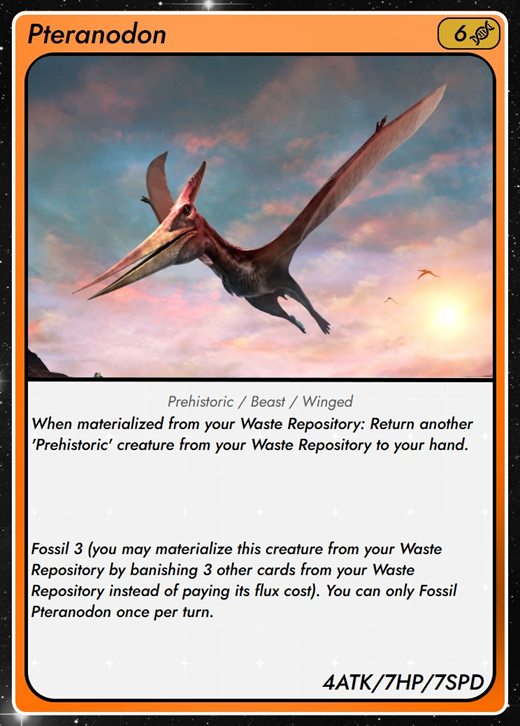 Pteranodon
6
Prehistoric / Beast / Winged
When materialized from your Waste Repository: Return another
'Prehistoric' creature from your Waste Repository to your hand.
Fossil 3 (you may materialize this creature from your Waste
Repository by banishing 3 other cards from your Waste
Repository instead of paying its flux cost). You can only Fossil
Pteranodon once per turn.
4ATK/7HP/7SPD